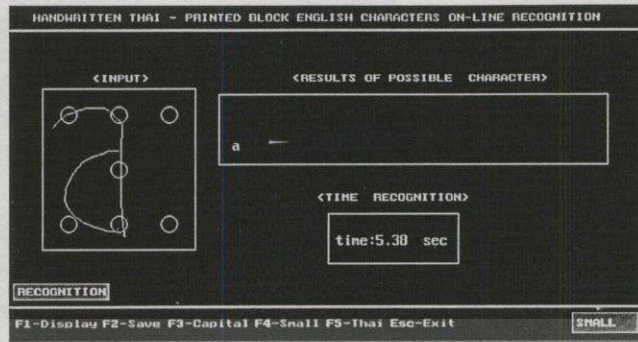 HANDWRITTEN THAI - PRINTED BLOCK ENGLISH CHARACTERS ON-LINE RECOGNITION
<INPUT>
<RESULTS OF POSSIBLE CHARACTER>
a
<TIME RECOGNITION>
time:5.38 sec
RECOGNITION
F1-Display F2-Save F3-Capital F4-Small F5-Thai Esc-Exit
SMALL